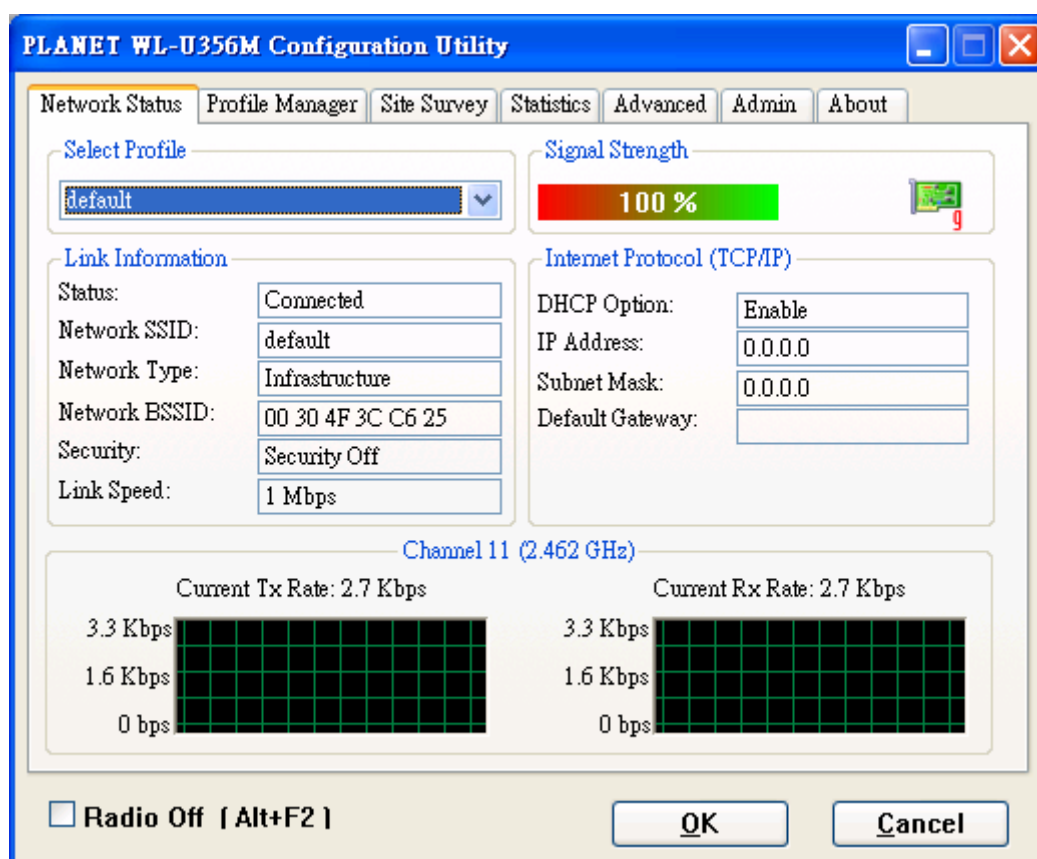 PLANET WL-U356M Configuration Utility
Network Status Profile Manager Site Survey Statistics Advanced Admin About
Select Profile
default
Signal Strength
100 %
g
Link Information
Status: Connected
Network SSID: default
Network Type: Infrastructure
Network BSSID: 00 30 4F 3C C6 25
Security: Security Off
Link Speed: 1 Mbps
Internet Protocol (TCP/IP)
DHCP Option: Enable
IP Address: 0.0.0.0
Subnet Mask: 0.0.0.0
Default Gateway:
Channel 11 (2.462 GHz)
Current Tx Rate: 2.7 Kbps
3.3 Kbps
1.6 Kbps
0 bps
Current Rx Rate: 2.7 Kbps
3.3 Kbps
1.6 Kbps
0 bps
Radio Off [Alt+F2]
OK
Cancel